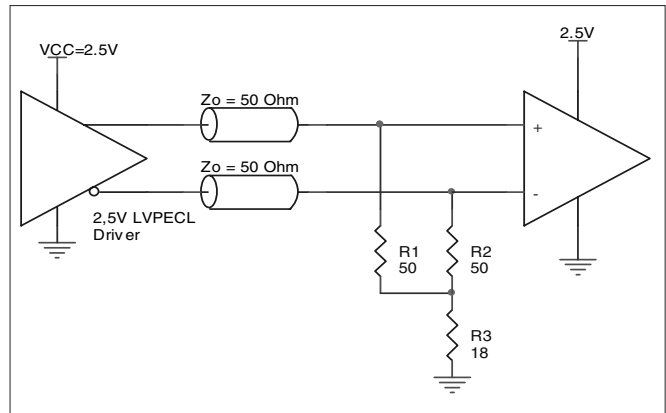 VCC=2.5V
2.5V
Zo = 50 Ohm
+
Zo = 50 Ohm
-
2,5V LVPECL
Driver
R1
50
R2
50
R3
18